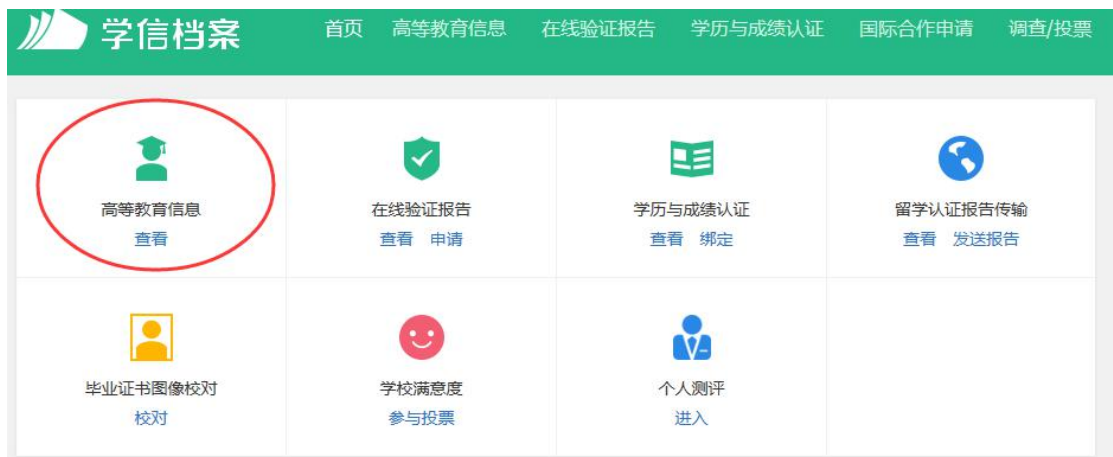 学信档案 首页 高等教育信息 在线验证报告 学历与成绩认证 国际合作申请 调查/投票
高等教育信息 在线验证报告 学历与成绩认证 留学认证报告传输
查看 查看 申请 查看 绑定 查看 发送报告
毕业证书图像校对 学校满意度 个人测评
校对 参与投票 进入